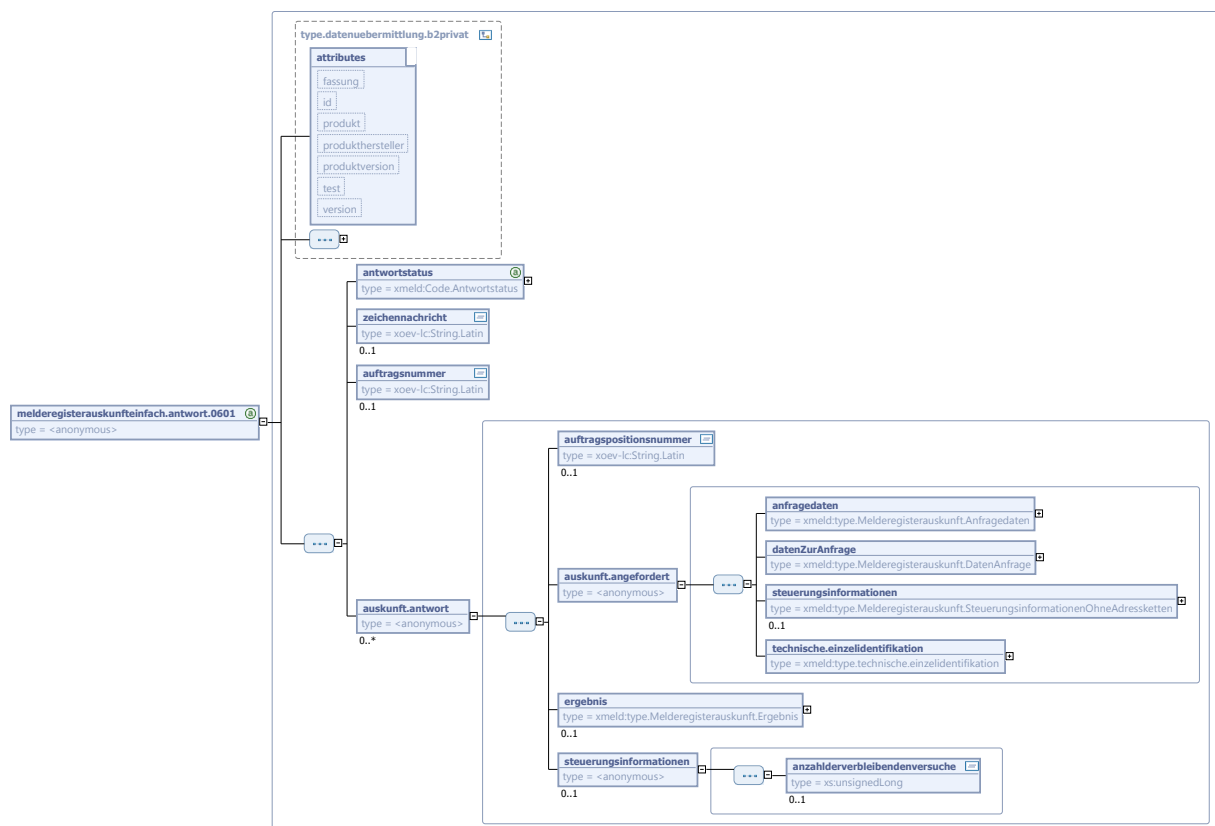 type.datenuebermittlung.b2privat
attributes
fassung
id
produkt
produkthersteller
produktversion
test
version
antwortstatus
type = xmeld:Code.Antwortstatus
zeichennachricht
type = xoev-lc:String.Latin
0..1
auftragsnummer
type = xoev-lc:String.Latin
0..1
melderegisterauskunfteinfach.antwort.0601
type = <anonymous>
auftragspositionsnummer
type = xoev-lc:String.Latin
0..1
anfragedaten
type = xmeld:type.Melderegisterauskunft.Anfragedaten
datenZurAnfrage
type = xmeld:type.Melderegisterauskunft.DatenAnfrage
auskunft.angefordert
type = <anonymous>
steuerungsinformationen
type = xmeld:type.Melderegisterauskunft.SteuerungsinformationenOhneAdressketten
0..1
auskunft.antwort
type = <anonymous>
0..*
technische.einzelidentifikation
type = xmeld:type.technische.einzelidentifikation
ergebnis
type = xmeld:type.Melderegisterauskunft.Ergebnis
0..1
steuerungsinformationen
type = <anonymous>
0..1
anzahlderverbleibendenversuche
type = xs:unsignedLong
0..1